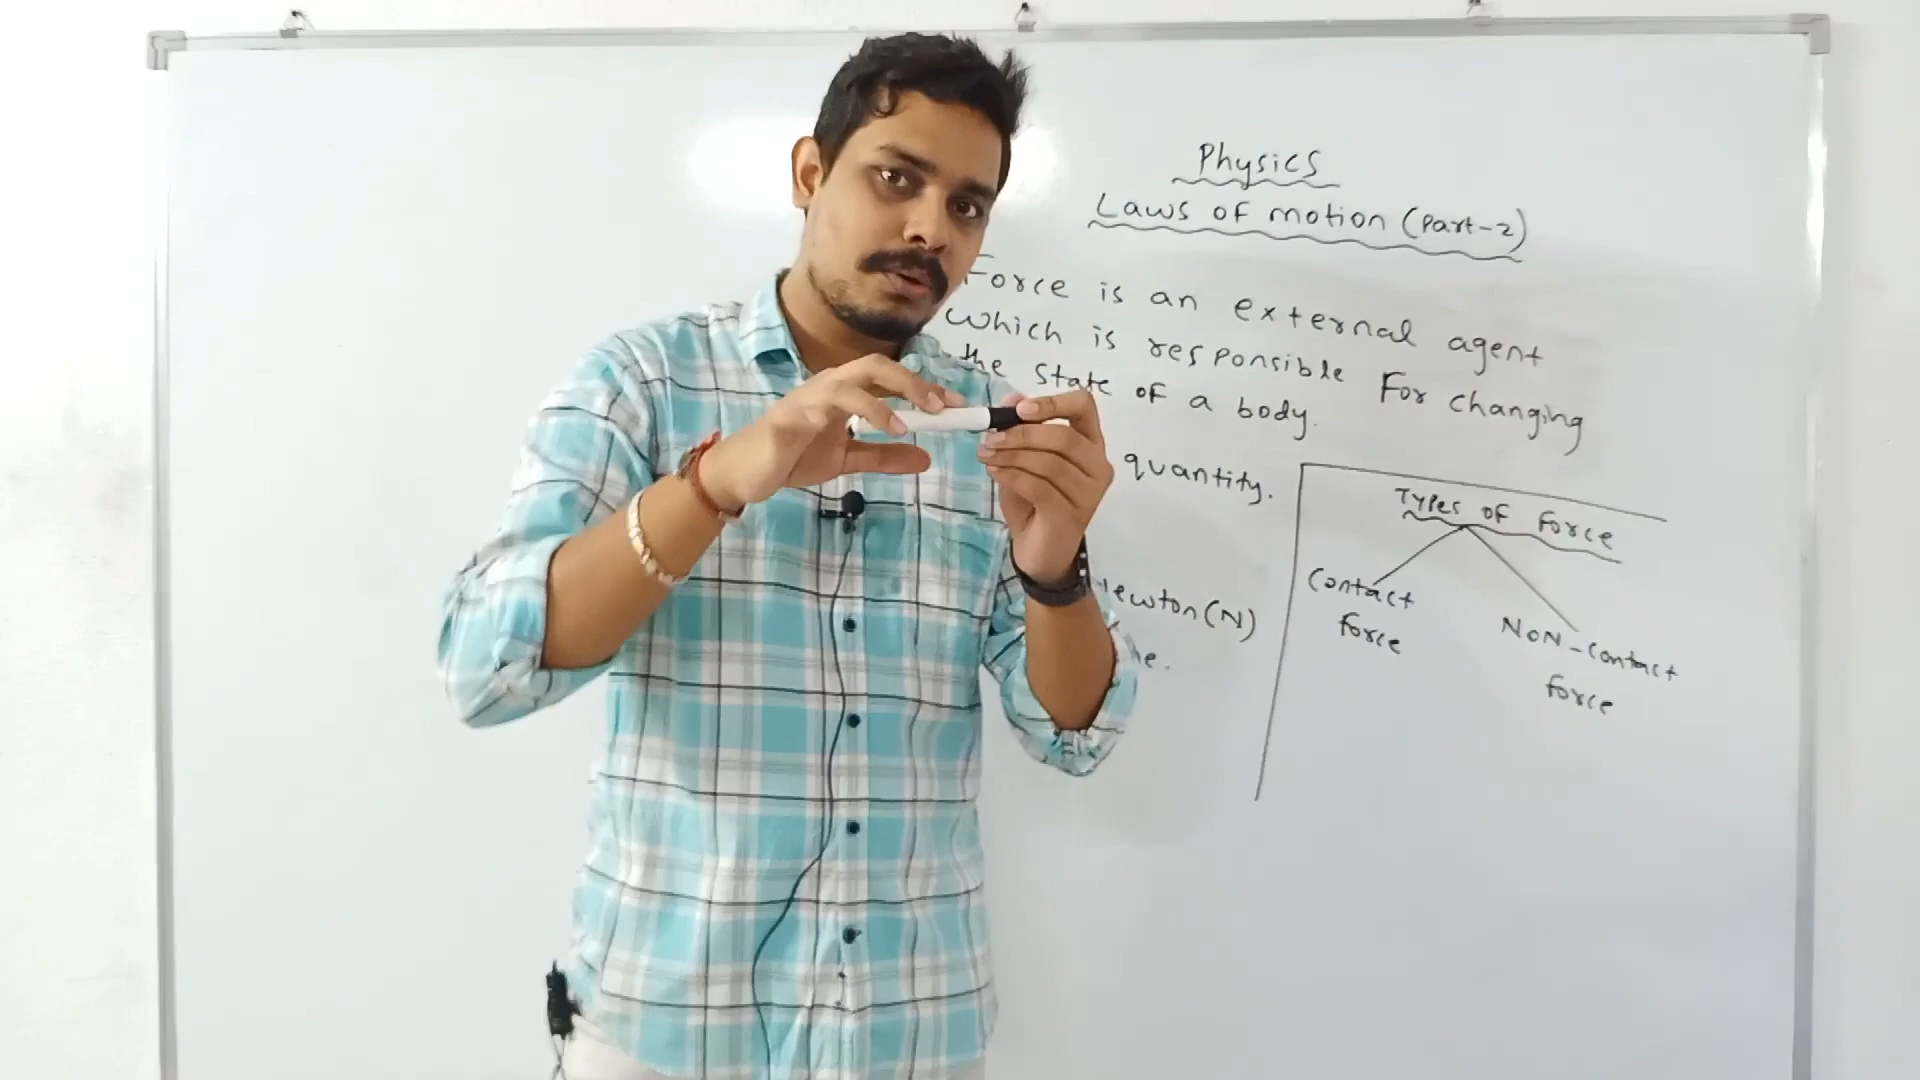 Physics
Laws of motion (Part-2)
Force is an external agent
which is responsible for changing
the state of a body.
quantity.
Newton (N)
Types of Force
Contact
force
Non-contact
force